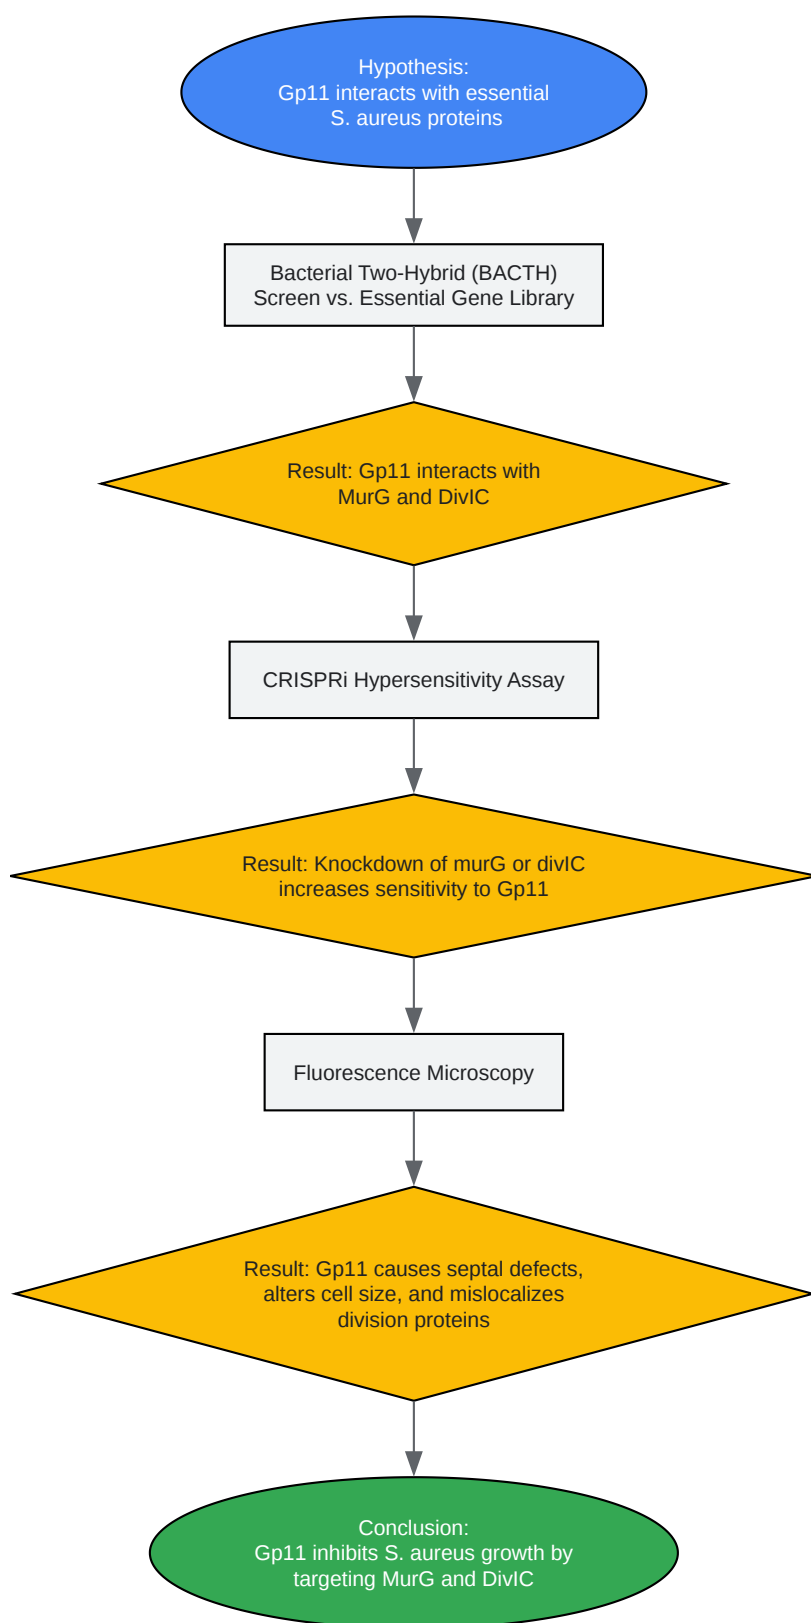 Hypothesis:
Gp11 interacts with essential
S. aureus proteins
Bacterial Two-Hybrid (BACTH)
Screen vs. Essential Gene Library
Result: Gp11 interacts with
MurG and DivIC
CRISPRi Hypersensitivity Assay
Result: Knockdown of murG or divIC
increases sensitivity to Gp11
Fluorescence Microscopy
Result: Gp11 causes septal defects,
alters cell size, and mislocalizes
division proteins
Conclusion:
Gp11 inhibits S. aureus growth by
targeting MurG and DivIC